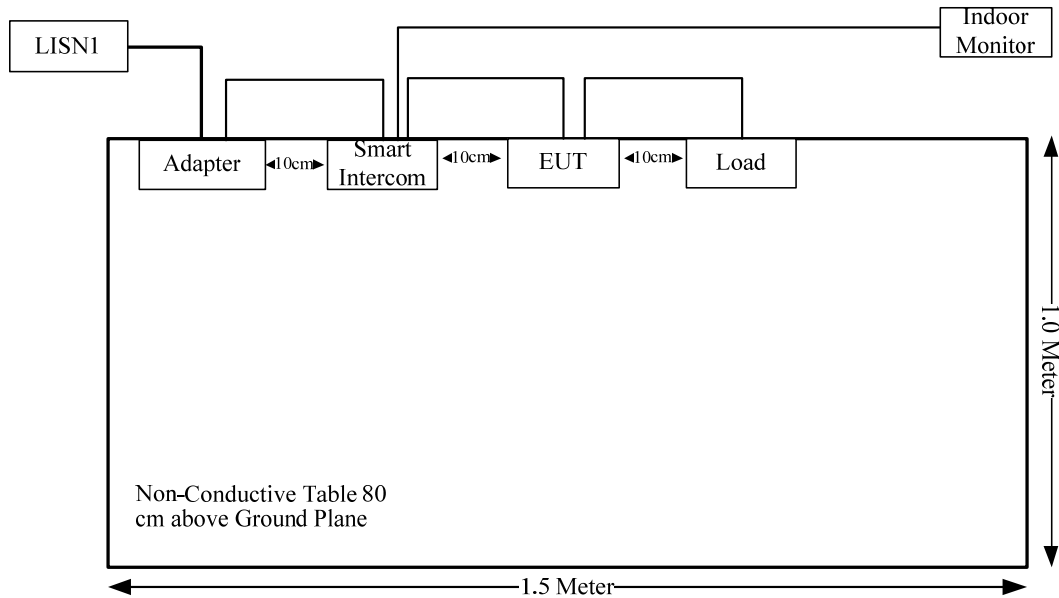 LISN1
Indoor
Monitor
Adapter
10cm
Smart
Intercom
10cm
EUT
10cm
Load
1.0 Meter
Non-Conductive Table 80
cm above Ground Plane
1.5 Meter